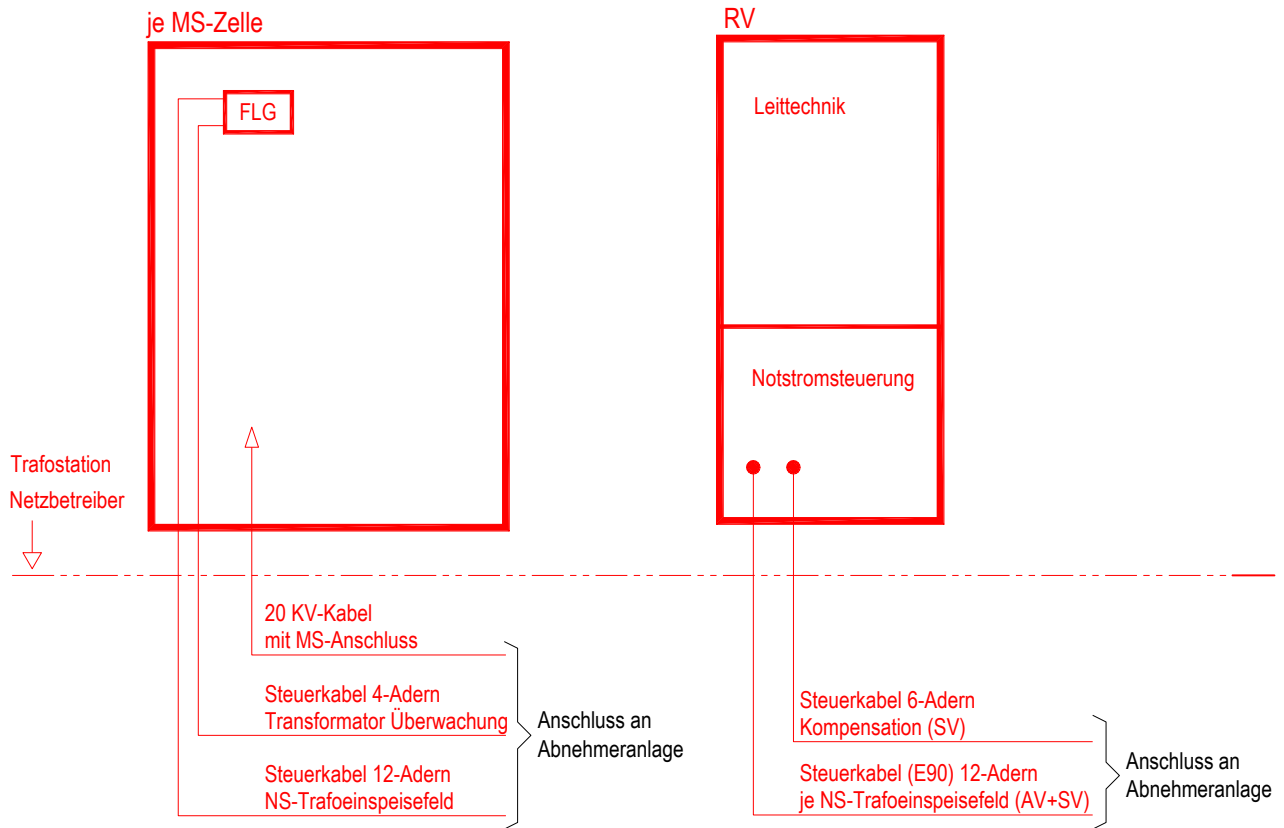 je MS-Zelle
RV
FLG
Leittechnik
Notstromsteuerung
Trafostation
Netzbetreiber
20 KV-Kabel
mit MS-Anschluss
Steuerkabel 4-Adern
Transformator Überwachung
Steuerkabel 12-Adern
NS-Trafoeinspeisefeld
Anschluss an
Abnehmeranlage
Steuerkabel 6-Adern
Kompensation (SV)
Steuerkabel (E90) 12-Adern
je NS-Trafoeinspeisefeld (AV+SV)
Anschluss an
Abnehmeranlage